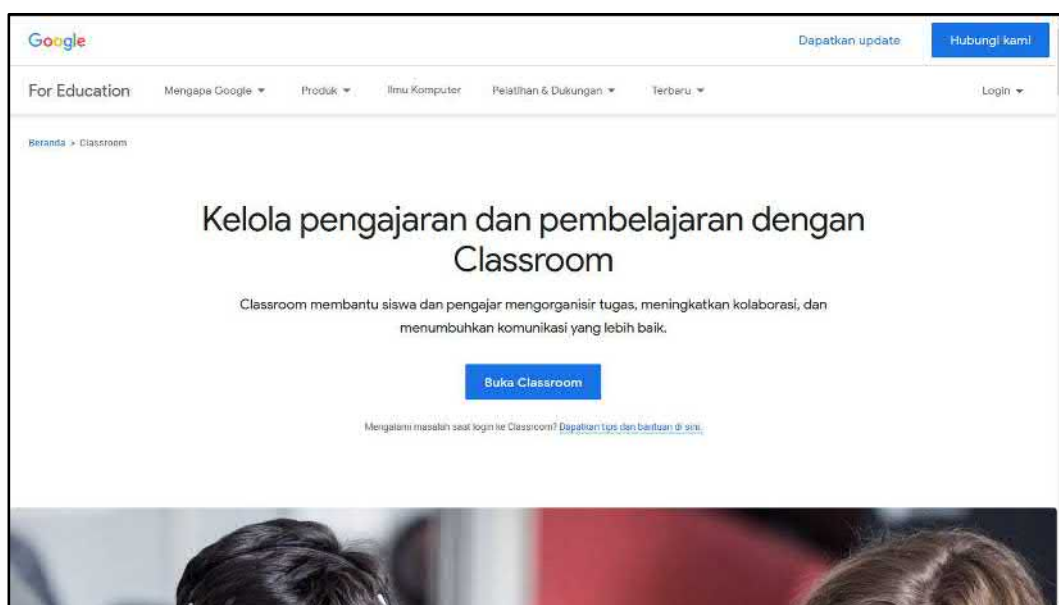 Google
Dapatkan update
Hubungi kami
For Education
Mengapa Google
Produk
Ilmu Komputer
Pelatihan & Dukungan
Terbaru
Login
Beranda > Classroom
Kelola pengajaran dan pembelajaran dengan
Classroom
Classroom membantu siswa dan pengajar mengorganisir tugas, meningkatkan kolaborasi, dan
menumbuhkan komunikasi yang lebih baik.
Buka Classroom
Mengalami masalah saat login ke Classroom? Dapatkan tips dan bantuan di sini.